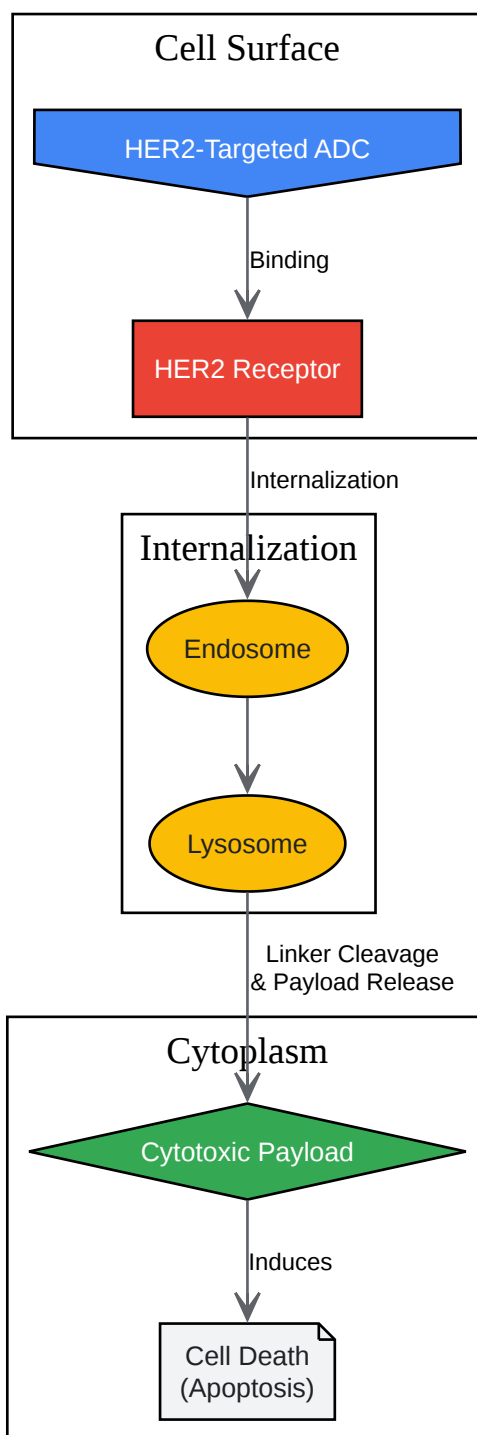 Cell Surface
HER2-Targeted ADC
Binding
HER2 Receptor
Internalization
Internalization
Endosome
Lysosome
Linker Cleavage
& Payload Release
Cytoplasm
Cytotoxic Payload
Induces
Cell Death
(Apoptosis)